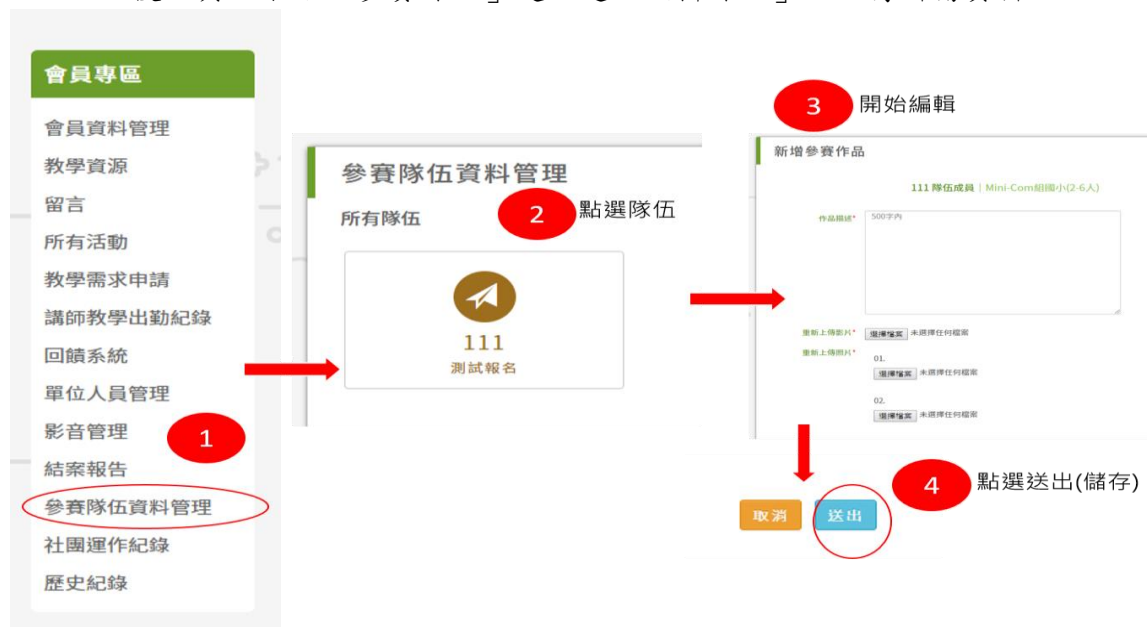 會員專區
會員資料管理
教學資源
留言
所有活動
教學需求申請
講師教學出勤紀錄
回饋系統
單位人員管理
影音管理
1
結案報告
參賽隊伍資料管理
社團運作紀錄
歷史紀錄
參賽隊伍資料管理
所有隊伍
2 點選隊伍
111
測試報名
3 開始編輯
新增參賽作品
111 隊伍成員 | Mini-Com組國小(2-6人)
作品描述* 500字內
重新上傳影片* 選擇檔案 未選擇任何檔案
重新上傳照片* 01.
選擇檔案 未選擇任何檔案
02.
選擇檔案 未選擇任何檔案
4 點選送出(儲存)
取消 送出